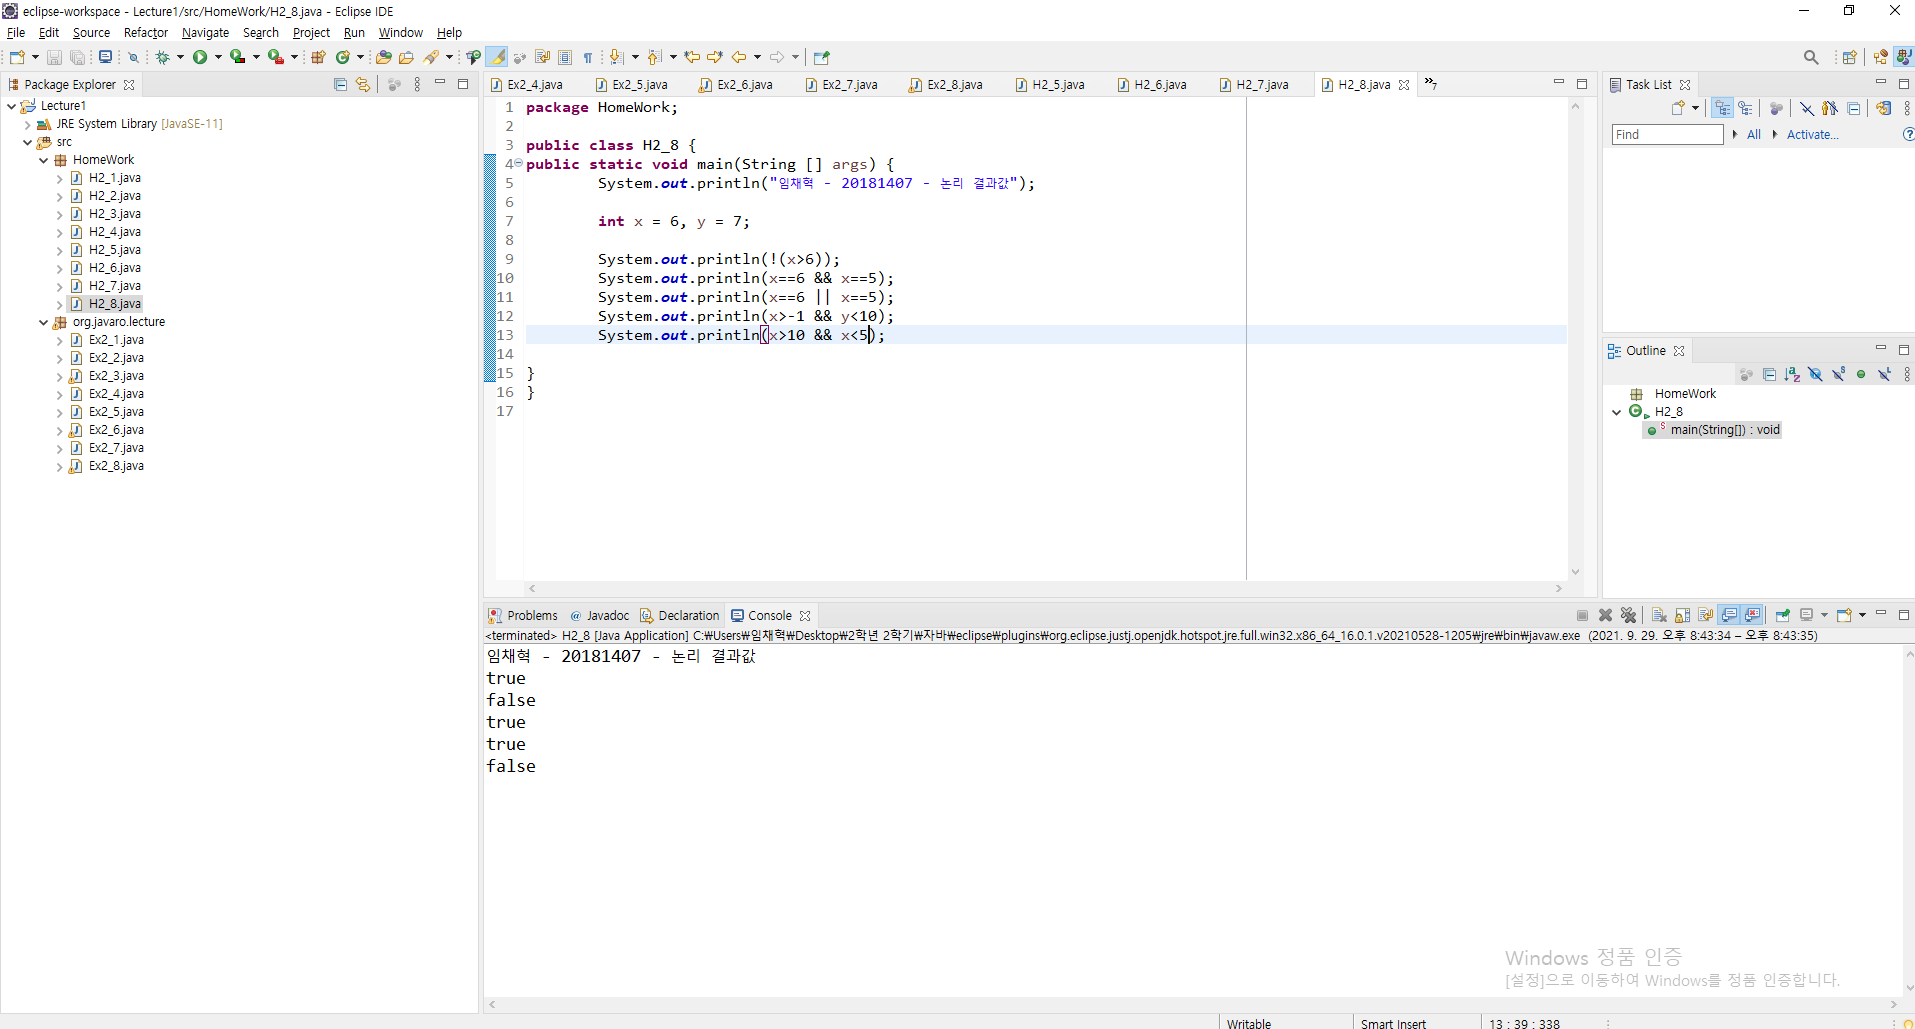 eclipse-workspace - Lecture1/src/HomeWork/H2_8.java - Eclipse IDE
File Edit Source Refactor Navigate Search Project Run Window Help
Package Explorer
Lecture1
JRE System Library [JavaSE-11]
src
HomeWork
H2_1.java
H2_2.java
H2_3.java
H2_4.java
H2_5.java
H2_6.java
H2_7.java
H2_8.java
org.javaro.lecture
Ex2_1.java
Ex2_2.java
Ex2_3.java
Ex2_4.java
Ex2_5.java
Ex2_6.java
Ex2_7.java
Ex2_8.java
Ex2_4.java Ex2_5.java Ex2_6.java Ex2_7.java Ex2_8.java H2_5.java H2_6.java H2_7.java H2_8.java »7
1 package HomeWork;
2
3 public class H2_8 {
4 public static void main(String [] args) {
5 System.out.println("임채혁 - 20181407 - 논리 결과값");
6
7 int x = 6, y = 7;
8
9 System.out.println(!(x>6));
10 System.out.println(x==6 && x==5);
11 System.out.println(x==6 || x==5);
12 System.out.println(x>-1 && y<10);
13 System.out.println(x>10 && x<5);
14
15 }
16 }
17
Task List
Find All Activate...
Outline
HomeWork
H2_8
main(String[]) : void
Problems Javadoc Declaration Console
<terminated> H2_8 [Java Application] C:₩Users₩임채혁₩Desktop₩2학년 2학기₩자바₩eclipse₩plugins₩org.eclipse.justj.openjdk.hotspot.jre.full.win32.x86_64_16.0.1.v20210528-1205₩jre₩bin₩javaw.exe (2021. 9. 29. 오후 8:43:34 – 오후 8:43:35)
임채혁 - 20181407 - 논리 결과값
true
false
true
true
false
Windows 정품 인증
[설정]으로 이동하여 Windows를 정품 인증합니다.
Writable Smart Insert 13 : 39 : 338